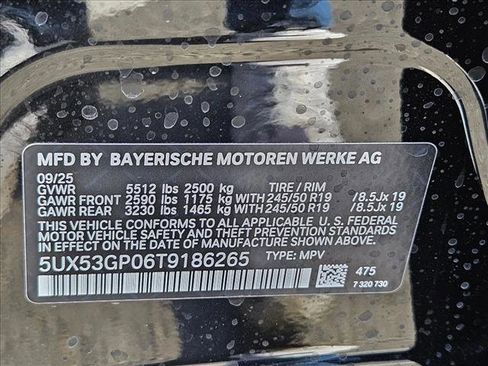 MFD BY BAYERISCHE MOTOREN WERKE AG
09/25
GVWR 5512 lbs 2500 kg TIRE / RIM
GAWR FRONT 2590 lbs 1175 kg WITH 245/50 R19 /8.5Jx 19
GAWR REAR 3230 lbs 1465 kg WITH 245/50 R19 /8.5Jx 19
THIS VEHICLE CONFORMS TO ALL APPLICABLE U. S. FEDERAL
MOTOR VEHICLE SAFETY AND THEFT PREVENTION STANDARDS
IN EFFECT ON THE DATE OF MANUFACTURE SHOWN ABOVE.
5UX53GP06T9186265 TYPE: MPV
475
7 320 730